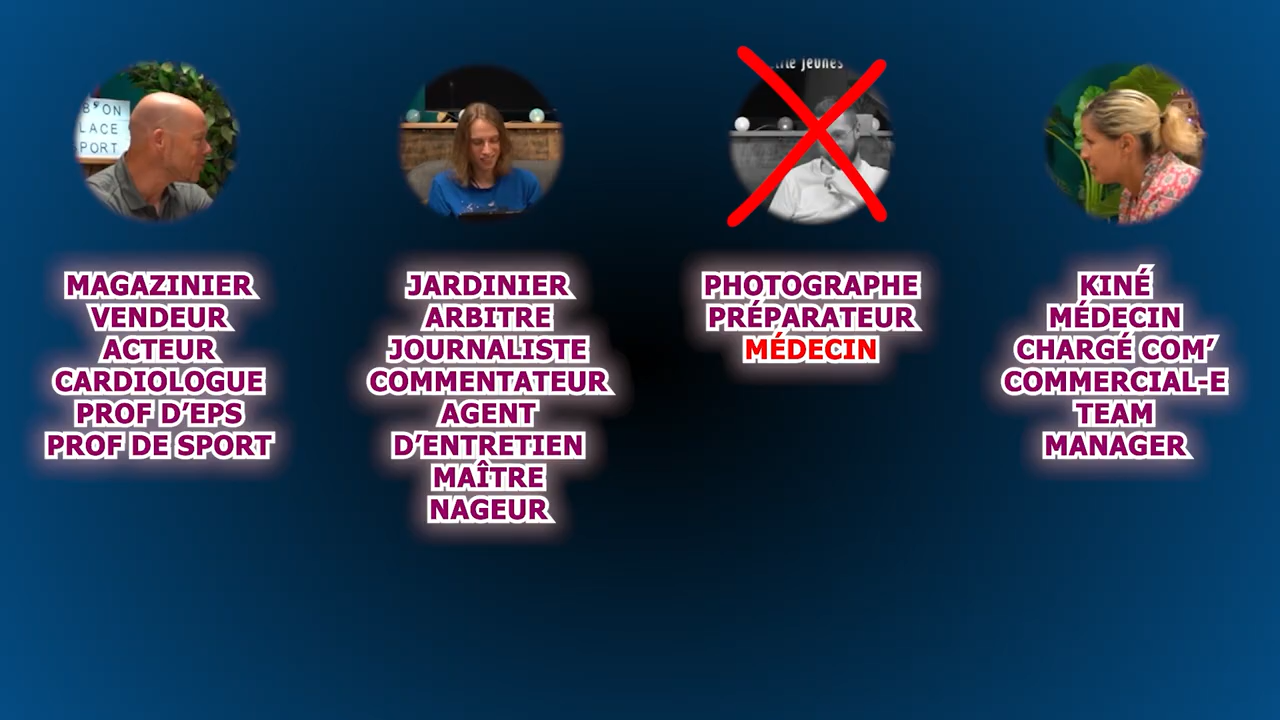 B'ON
LACE
PORT
jeunes
MAGAZINIER
VENDEUR
ACTEUR
CARDIOLOGUE
PROF D'EPS
PROF DE SPORT
JARDINIER
ARBITRE
JOURNALISTE
COMMENTATEUR
AGENT
D'ENTRETIEN
MAÎTRE
NAGEUR
PHOTOGRAPHE
PRÉPARATEUR
MÉDECIN
KINÉ
MÉDECIN
CHARGÉ COM'
COMMERCIAL-E
TEAM
MANAGER